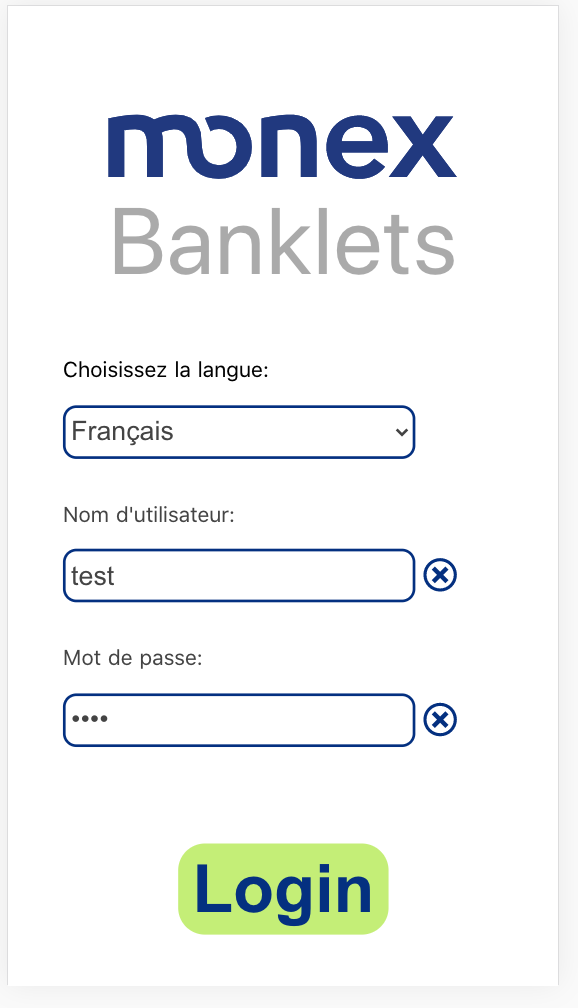 monex
Banklets
Choisissez la langue:
Français
Nom d'utilisateur:
test
Mot de passe:
••••
Login